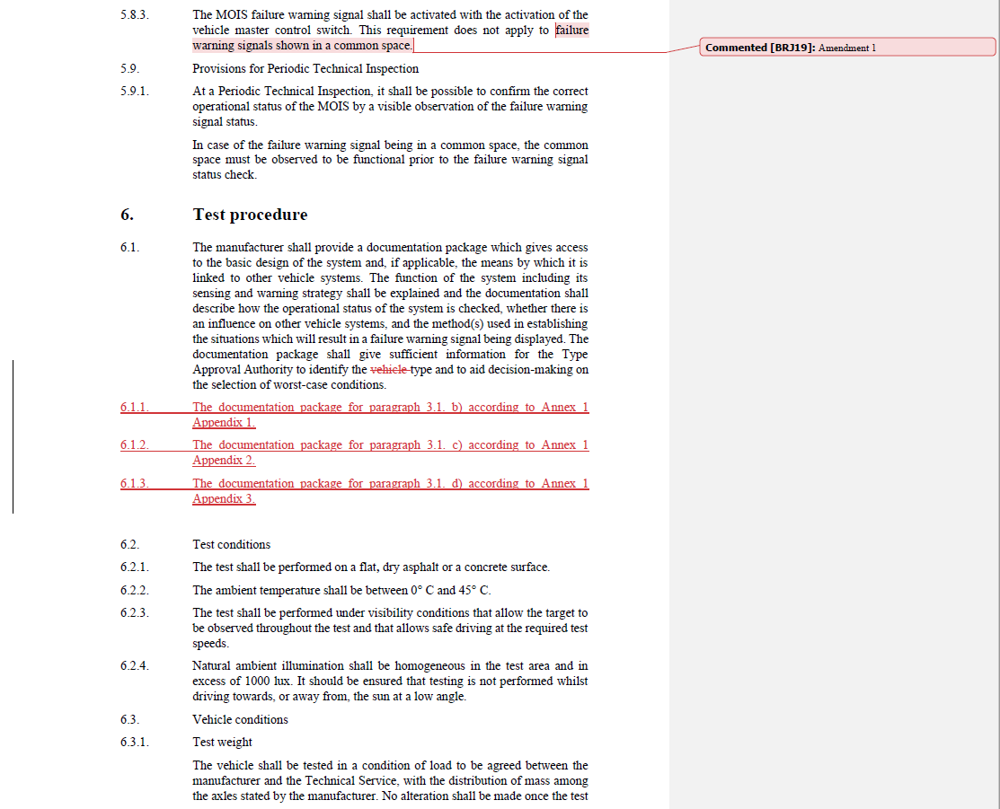 5.8.3. The MOIS failure warning signal shall be activated with the activation of the
vehicle master control switch. This requirement does not apply to failure
warning signals shown in a common space.
Commented [BRJ19]: Amendment 1
5.9. Provisions for Periodic Technical Inspection
5.9.1. At a Periodic Technical Inspection, it shall be possible to confirm the correct
operational status of the MOIS by a visible observation of the failure warning
signal status.
In case of the failure warning signal being in a common space, the common
space must be observed to be functional prior to the failure warning signal
status check.
6. Test procedure
6.1. The manufacturer shall provide a documentation package which gives access
to the basic design of the system and, if applicable, the means by which it is
linked to other vehicle systems. The function of the system including its
sensing and warning strategy shall be explained and the documentation shall
describe how the operational status of the system is checked, whether there is
an influence on other vehicle systems, and the method(s) used in establishing
the situations which will result in a failure warning signal being displayed. The
documentation package shall give sufficient information for the Type
Approval Authority to identify the vehicle type and to aid decision-making on
the selection of worst-case conditions.
6.1.1. The documentation package for paragraph 3.1. b) according to Annex 1
Appendix 1.
6.1.2. The documentation package for paragraph 3.1. c) according to Annex 1
Appendix 2.
6.1.3. The documentation package for paragraph 3.1. d) according to Annex 1
Appendix 3.
6.2. Test conditions
6.2.1. The test shall be performed on a flat, dry asphalt or a concrete surface.
6.2.2. The ambient temperature shall be between 0° C and 45° C.
6.2.3. The test shall be performed under visibility conditions that allow the target to
be observed throughout the test and that allows safe driving at the required test
speeds.
6.2.4. Natural ambient illumination shall be homogeneous in the test area and in
excess of 1000 lux. It should be ensured that testing is not performed whilst
driving towards, or away from, the sun at a low angle.
6.3. Vehicle conditions
6.3.1. Test weight
The vehicle shall be tested in a condition of load to be agreed between the
manufacturer and the Technical Service, with the distribution of mass among
the axles stated by the manufacturer. No alteration shall be made once the test